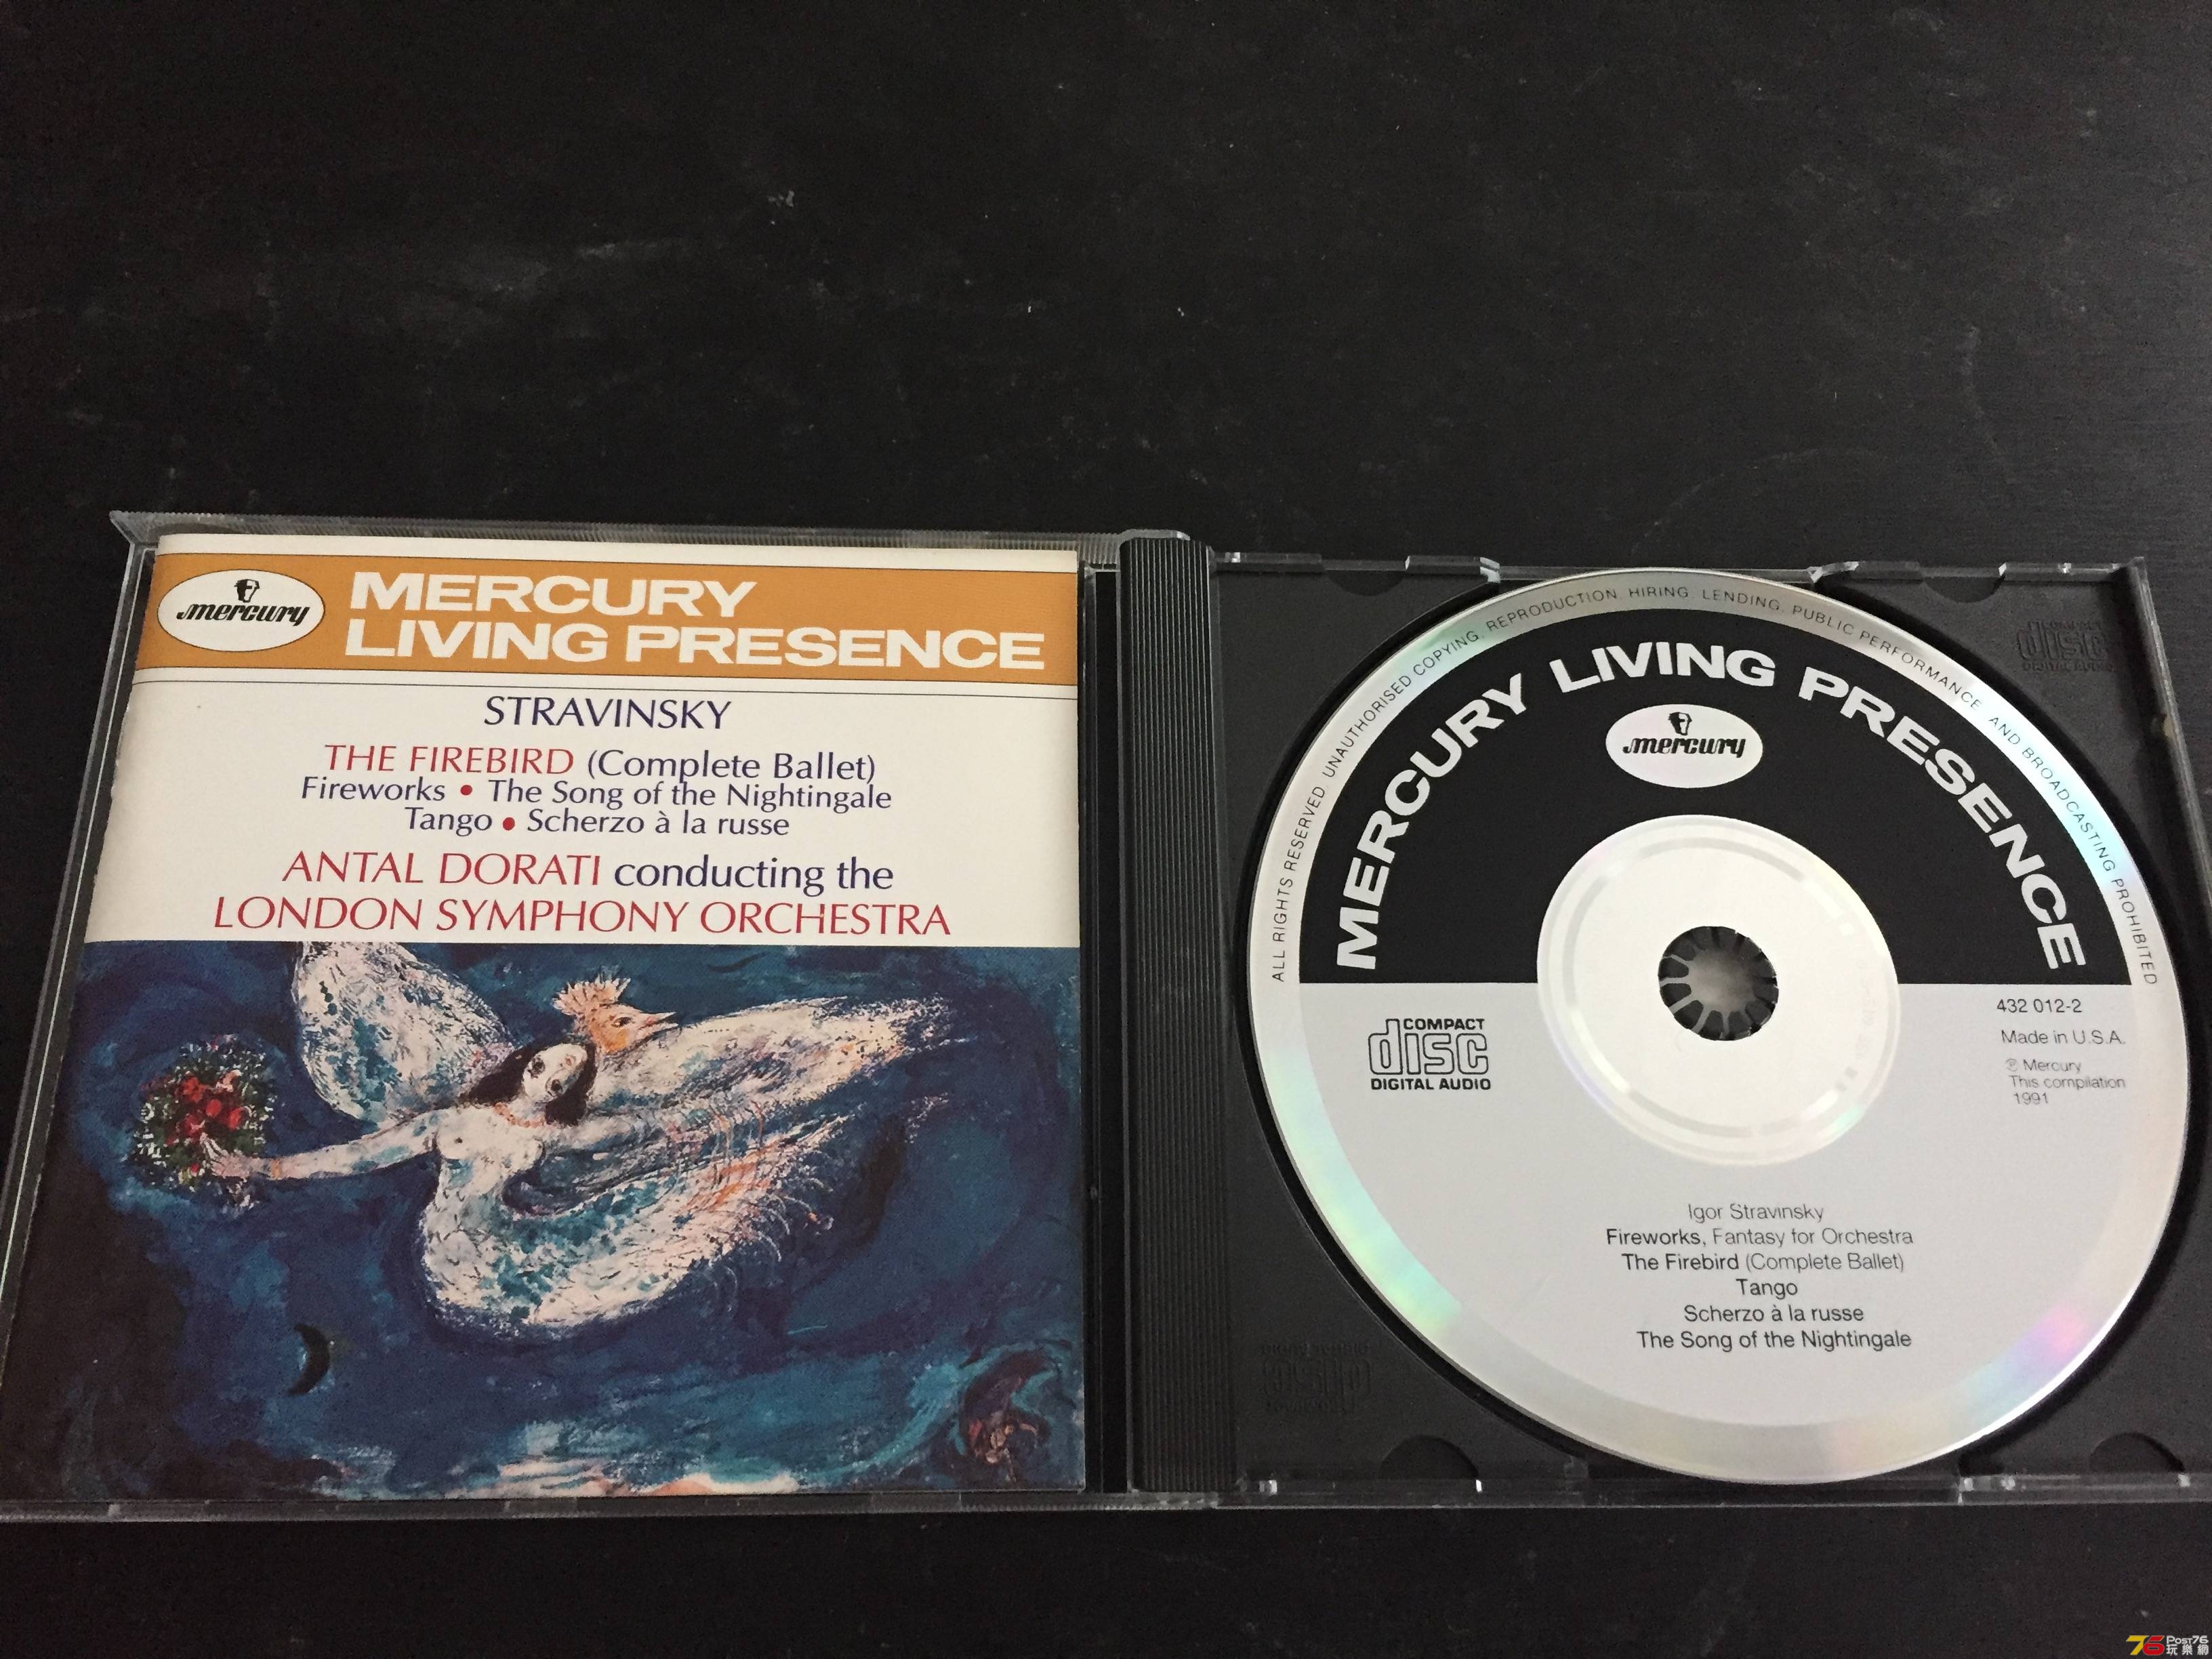 mercury
MERCURY
LIVING PRESENCE
STRAVINSKY
THE FIREBIRD (Complete Ballet)
Fireworks • The Song of the Nightingale
Tango • Scherzo à la russe
ANTAL DORATI conducting the
LONDON SYMPHONY ORCHESTRA
ALL RIGHTS RESERVED UNAUTHORISED COPYING, REPRODUCTION, HIRING, LENDING, PUBLIC PERFORMANCE AND BROADCASTING PROHIBITED
MERCURY LIVING PRESENCE
mercury
COMPACT
disc
DIGITAL AUDIO
432 012-2
Made in U.S.A.
℗ Mercury
This compilation
1991
Igor Stravinsky
Fireworks, Fantasy for Orchestra
The Firebird (Complete Ballet)
Tango
Scherzo à la russe
The Song of the Nightingale
COMPACT
disc
DIGITAL AUDIO
76 POST76
玩樂網